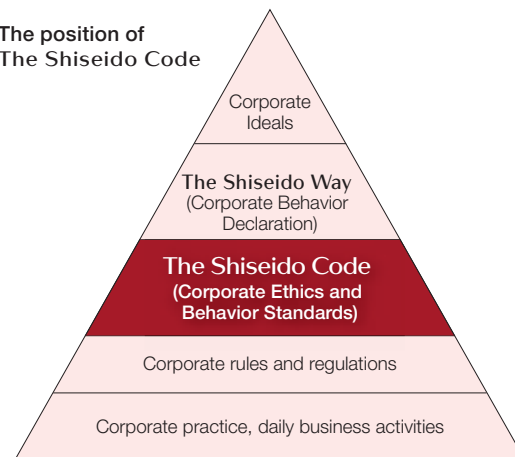 The position of
The Shiseido Code
Corporate
Ideals
The Shiseido Way
(Corporate Behavior
Declaration)
The Shiseido Code
(Corporate Ethics and
Behavior Standards)
Corporate rules and regulations
Corporate practice, daily business activities